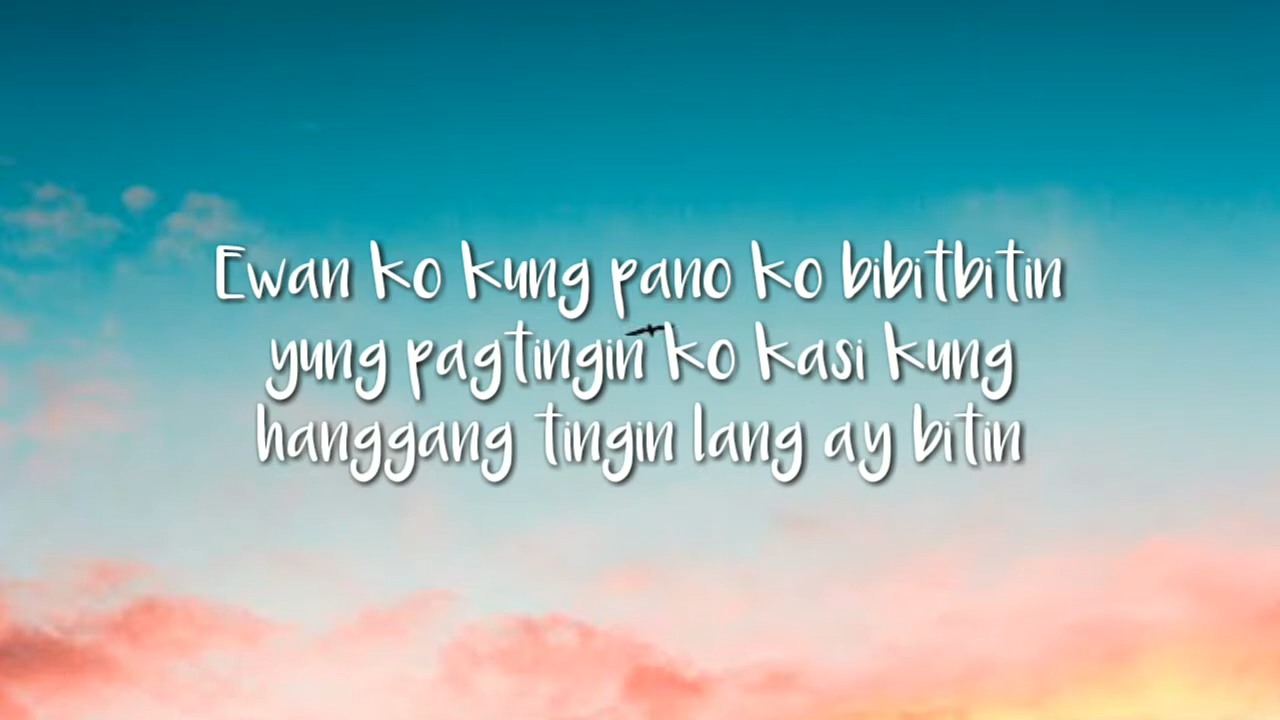 Ewan ko kung pano ko bibitbitin
yung pagtingin ko kasi kung
hanggang tingin lang ay bitin